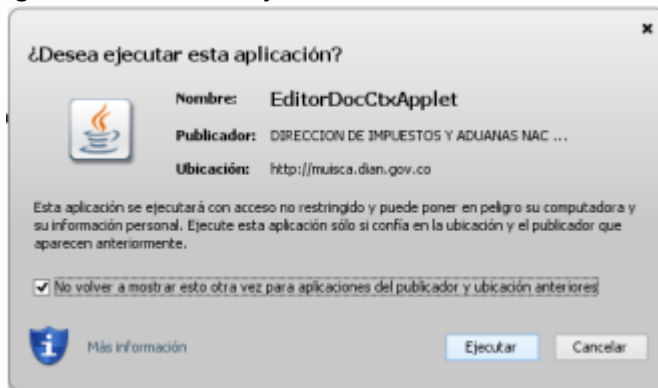 ¿Desea ejecutar esta aplicación?
Nombre: EditorDocCtxApplet
Publicador: DIRECCION DE IMPUESTOS Y ADUANAS NAC ...
Ubicación: http://muisca.dian.gov.co
Esta aplicación se ejecutará con acceso no restringido y puede poner en peligro su computadora y
su información personal. Ejecute esta aplicación sólo si confía en la ubicación y el publicador que
aparecen anteriormente.
No volver a mostrar esto otra vez para aplicaciones del publicador y ubicación anteriores
Más información
Ejecutar Cancelar